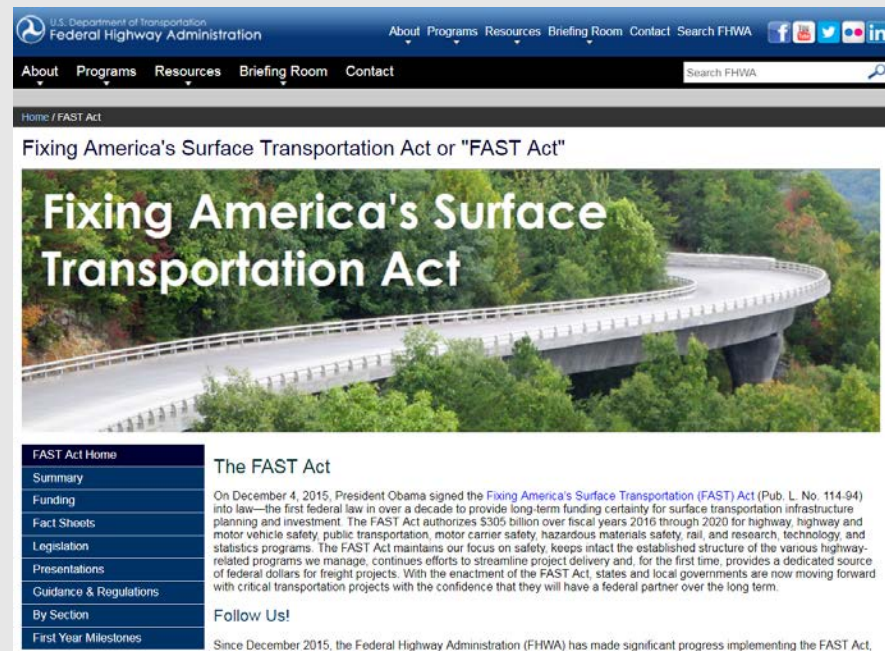 U.S. Department of Transportation
Federal Highway Administration
About Programs Resources Briefing Room Contact Search FHWA
About Programs Resources Briefing Room Contact
Search FHWA
Home / FAST Act
Fixing America's Surface Transportation Act or "FAST Act"
Fixing America's Surface
Transportation Act
FAST Act Home
Summary
Funding
Fact Sheets
Legislation
Presentations
Guidance & Regulations
By Section
First Year Milestones
The FAST Act
On December 4, 2015, President Obama signed the Fixing America's Surface Transportation (FAST) Act (Pub. L. No. 114-94)
into law—the first federal law in over a decade to provide long-term funding certainty for surface transportation infrastructure
planning and investment. The FAST Act authorizes $305 billion over fiscal years 2016 through 2020 for highway, highway and
motor vehicle safety, public transportation, motor carrier safety, hazardous materials safety, rail, and research, technology, and
statistics programs. The FAST Act maintains our focus on safety, keeps intact the established structure of the various highway-
related programs we manage, continues efforts to streamline project delivery and, for the first time, provides a dedicated source
of federal dollars for freight projects. With the enactment of the FAST Act, states and local governments are now moving forward
with critical transportation projects with the confidence that they will have a federal partner over the long term.
Follow Us!
Since December 2015, the Federal Highway Administration (FHWA) has made significant progress implementing the FAST Act,